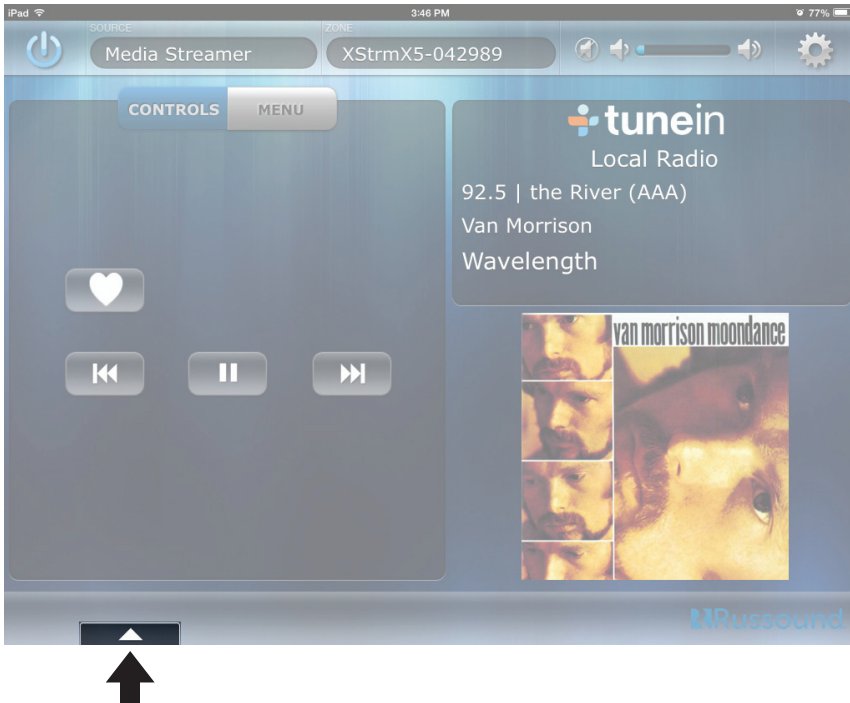 iPad 3:46 PM 77%
SOURCE ZONE
Media Streamer XStrmX5-042989
CONTROLS MENU
tunein
Local Radio
92.5 | the River (AAA)
Van Morrison
Wavelength
van morrison moondance
Russound